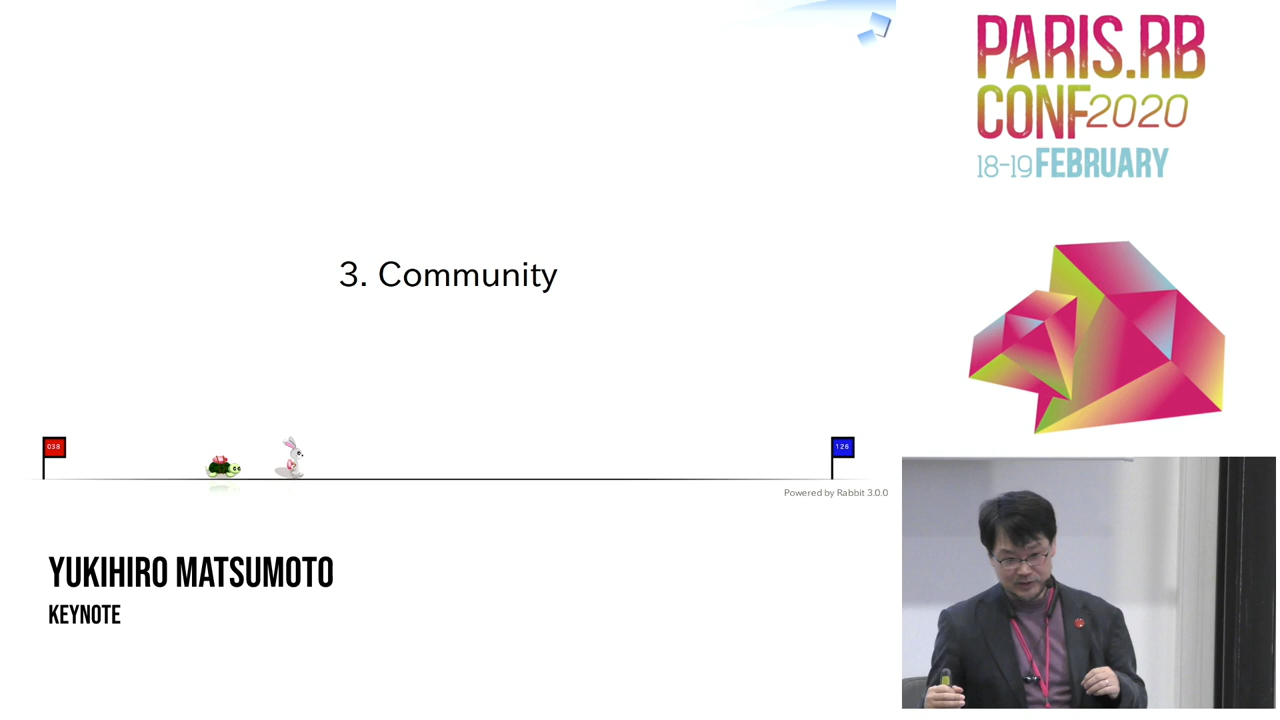 3. Community
038
126
Powered by Rabbit 3.0.0
YUKIHIRO MATSUMOTO
KEYNOTE
PARIS.RB
CONF2020
18-19 FEBRUARY